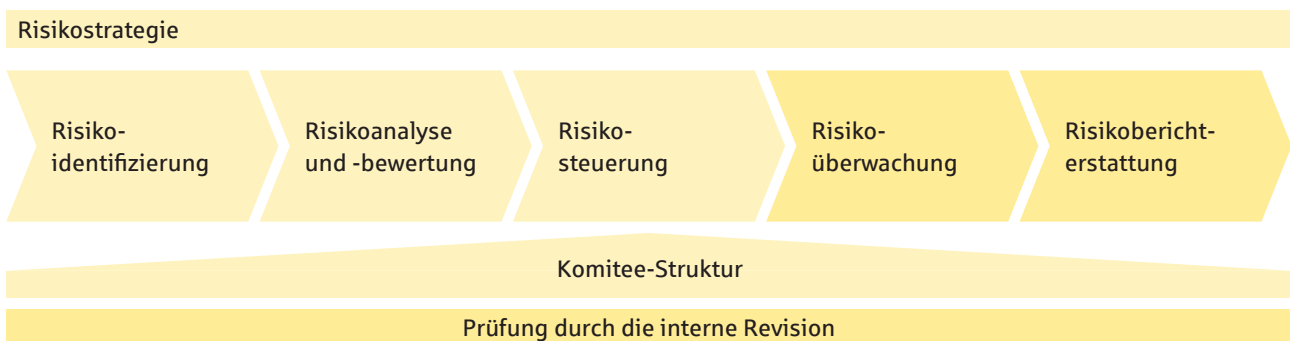 Risikostrategie
Risiko-
identifizierung
Risikoanalyse
und -bewertung
Risiko-
steuerung
Risiko-
überwachung
Risikobericht-
erstattung
Komitee-Struktur
Prüfung durch die interne Revision